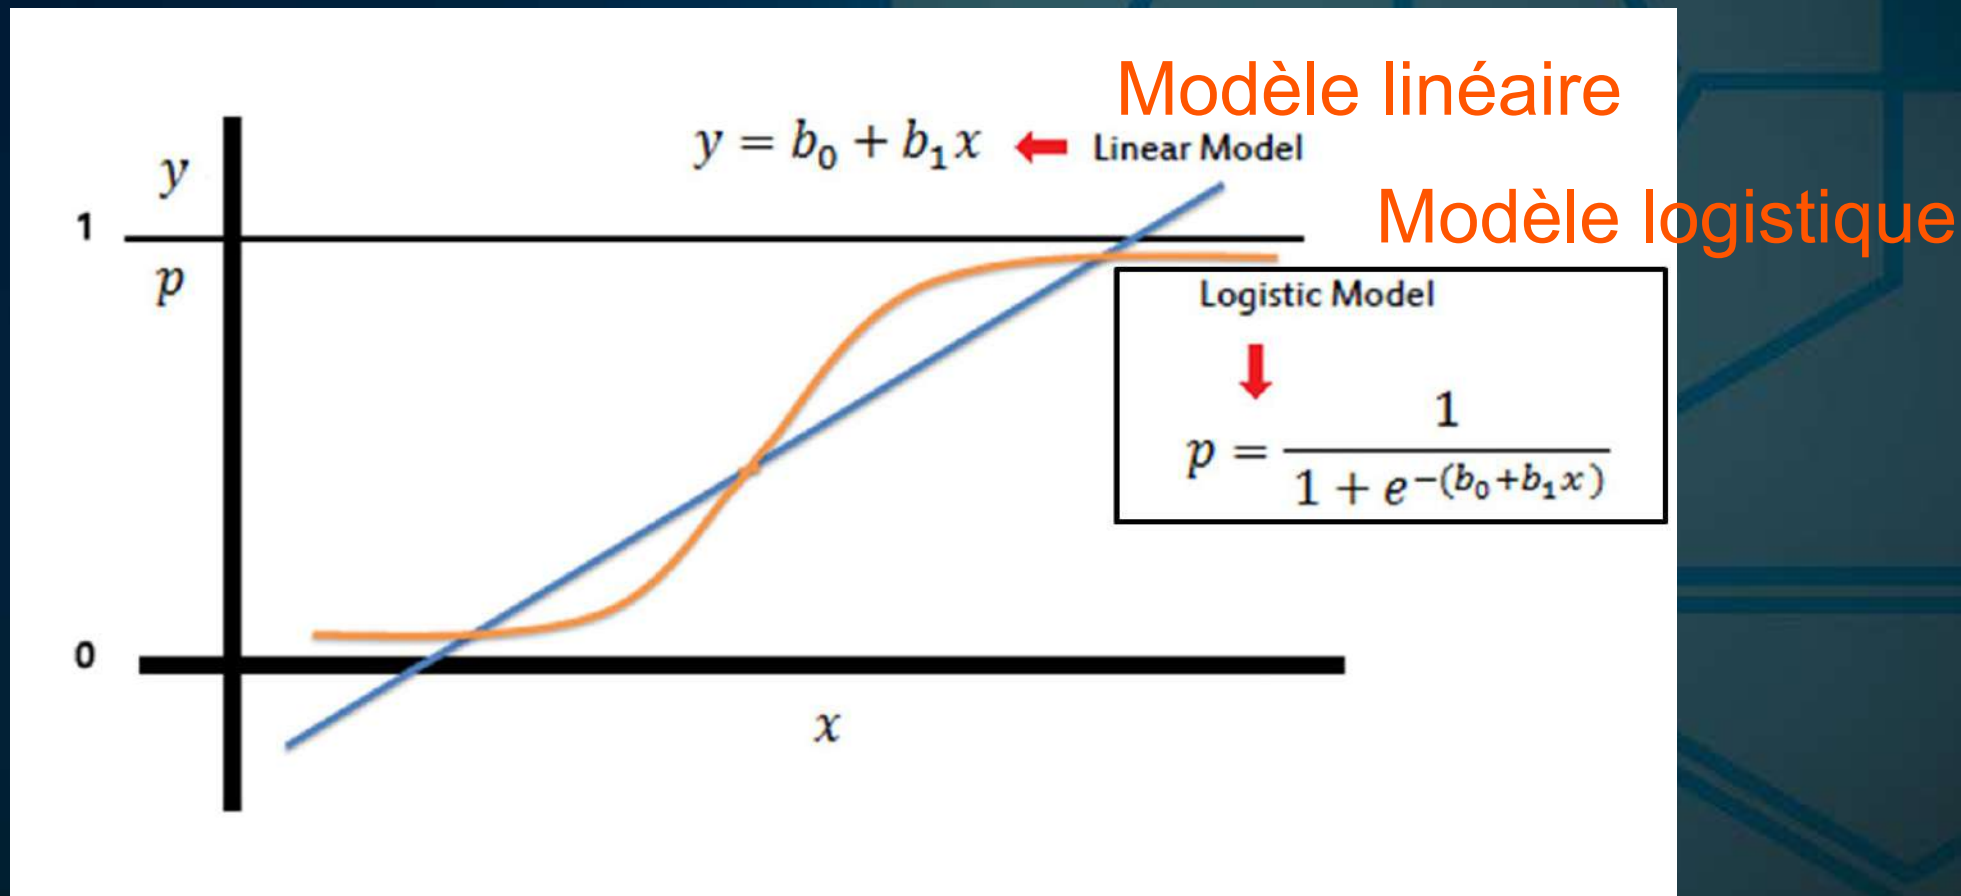 Modèle linéaire
y = b₀ + b₁x Linear Model
y
1
Modèle logistique
p
Logistic Model
p = 1 / (1 + e^−(b₀+b₁x))
0
x